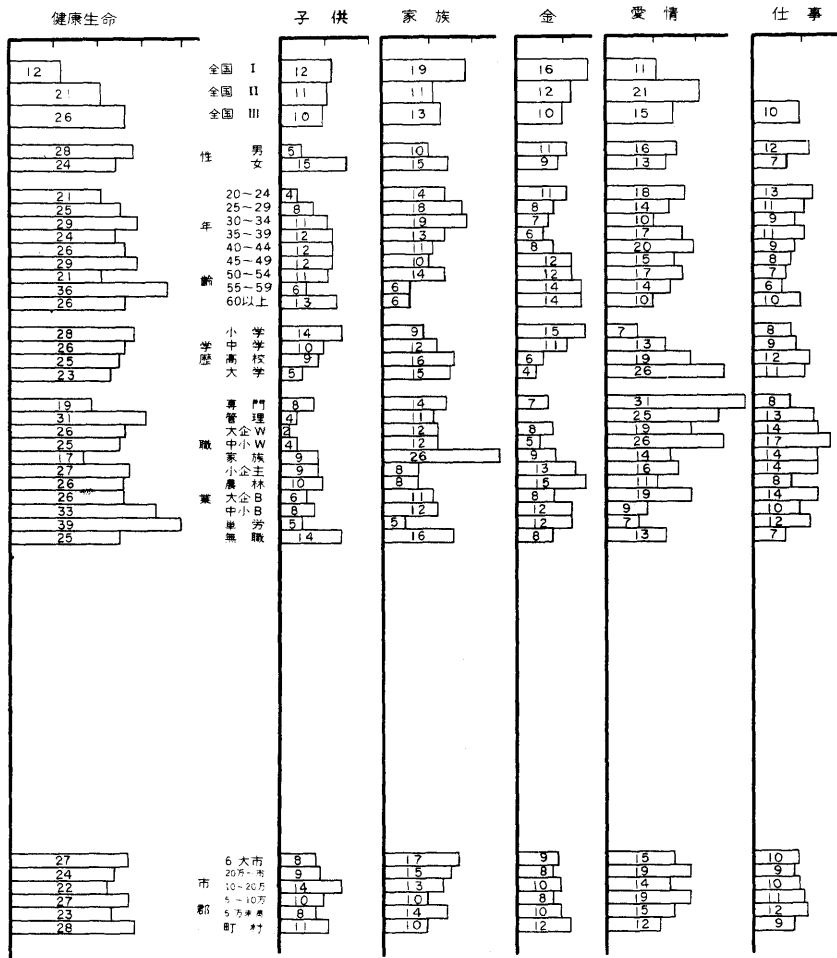 健康生命 子供 家族 金 愛情 仕事
12 全国 I 12 19 16 11
21 全国 II 11 11 12 21
26 全国 III 10 13 10 15 10
性
28 男 5 10 11 16 12
24 女 15 15 9 13 7
年齢
21 20~24 4 14 11 18 13
25 25~29 8 18 8 14 11
29 30~34 11 19 7 10 9
24 35~39 12 13 6 17 11
26 40~44 12 11 8 20 9
29 45~49 12 10 12 15 8
21 50~54 11 14 12 17 7
36 55~59 6 6 14 14 6
26 60以上 13 6 14 10 10
学歴
28 小学 14 9 15 7 8
26 中学 10 12 11 13 9
25 高校 9 16 6 19 12
23 大学 5 15 4 26 11
職業
19 専門 8 14 7 31 8
31 管理 4 11 25 13
26 大企W 2 12 8 19 14
25 中小W 4 12 5 26 17
17 家族 9 26 9 14 14
27 小企主 9 8 13 16 14
26 農林 10 8 15 11 8
26 大企B 6 11 8 19 14
33 中小B 8 12 12 9 10
39 単労 5 5 12 7 12
25 無職 14 16 8 13 7
市郡
27 6大市 8 17 9 15 10
24 20万~市 9 15 8 19 9
22 10~20万 14 13 10 14 10
27 5~10万 10 10 8 19 11
23 5万未満 8 14 10 15 12
28 町村 11 10 12 12 9